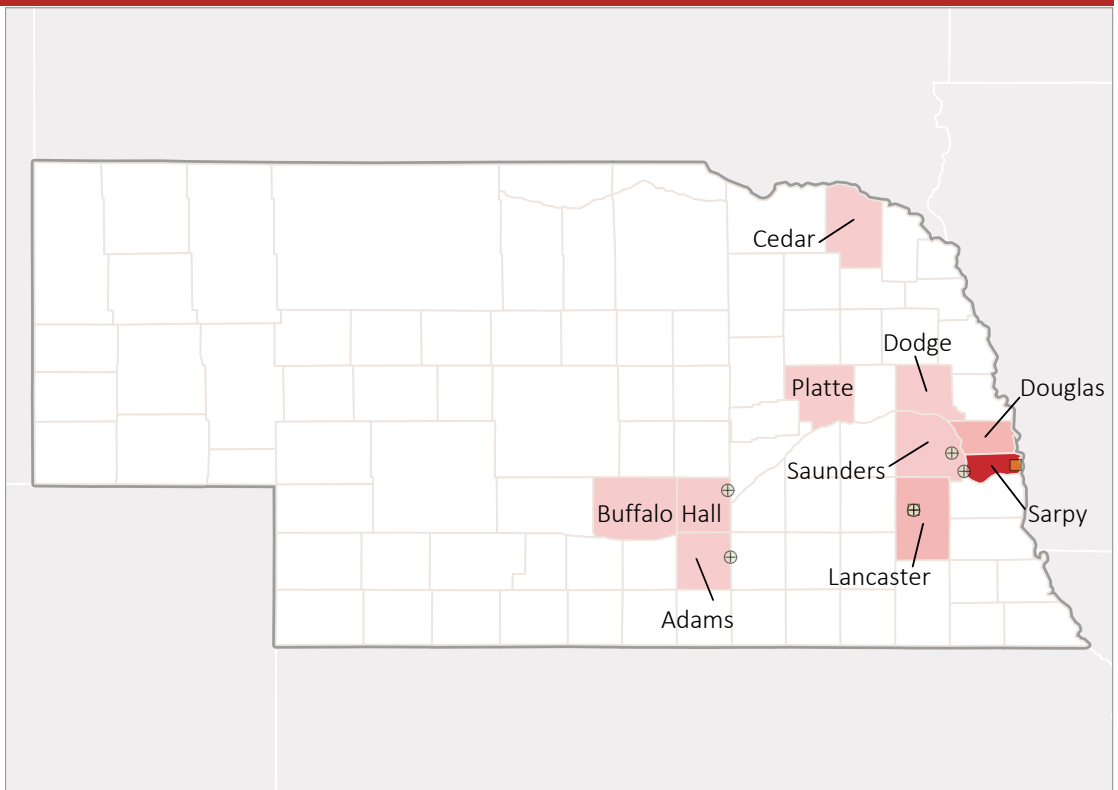 Cedar
Dodge
Platte
Douglas
Saunders
Buffalo
Hall
Sarpy
Lancaster
Adams